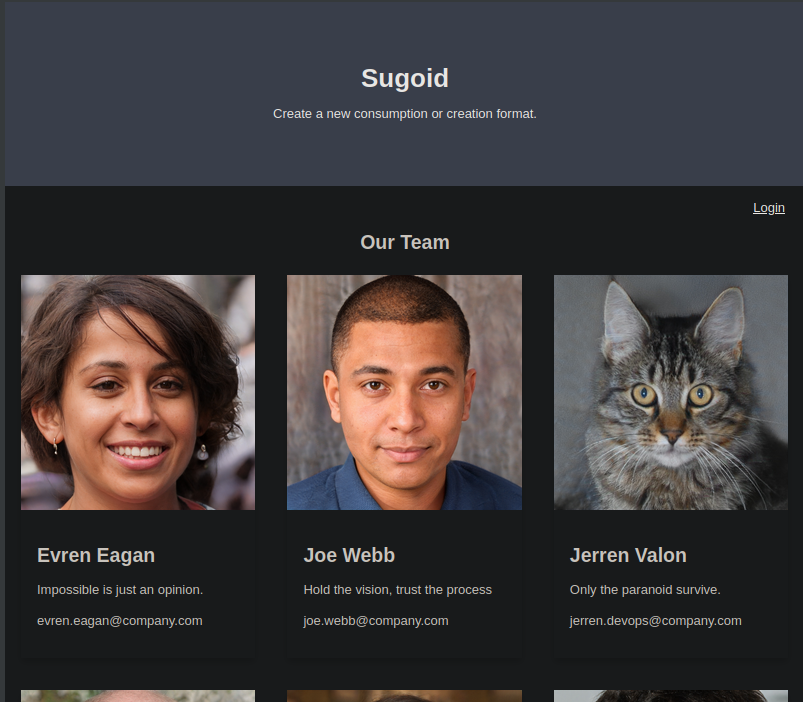 Sugoid
Create a new consumption or creation format.
Login
Our Team
Evren Eagan
Impossible is just an opinion.
evren.eagan@company.com
Joe Webb
Hold the vision, trust the process
joe.webb@company.com
Jerren Valon
Only the paranoid survive.
jerren.devops@company.com